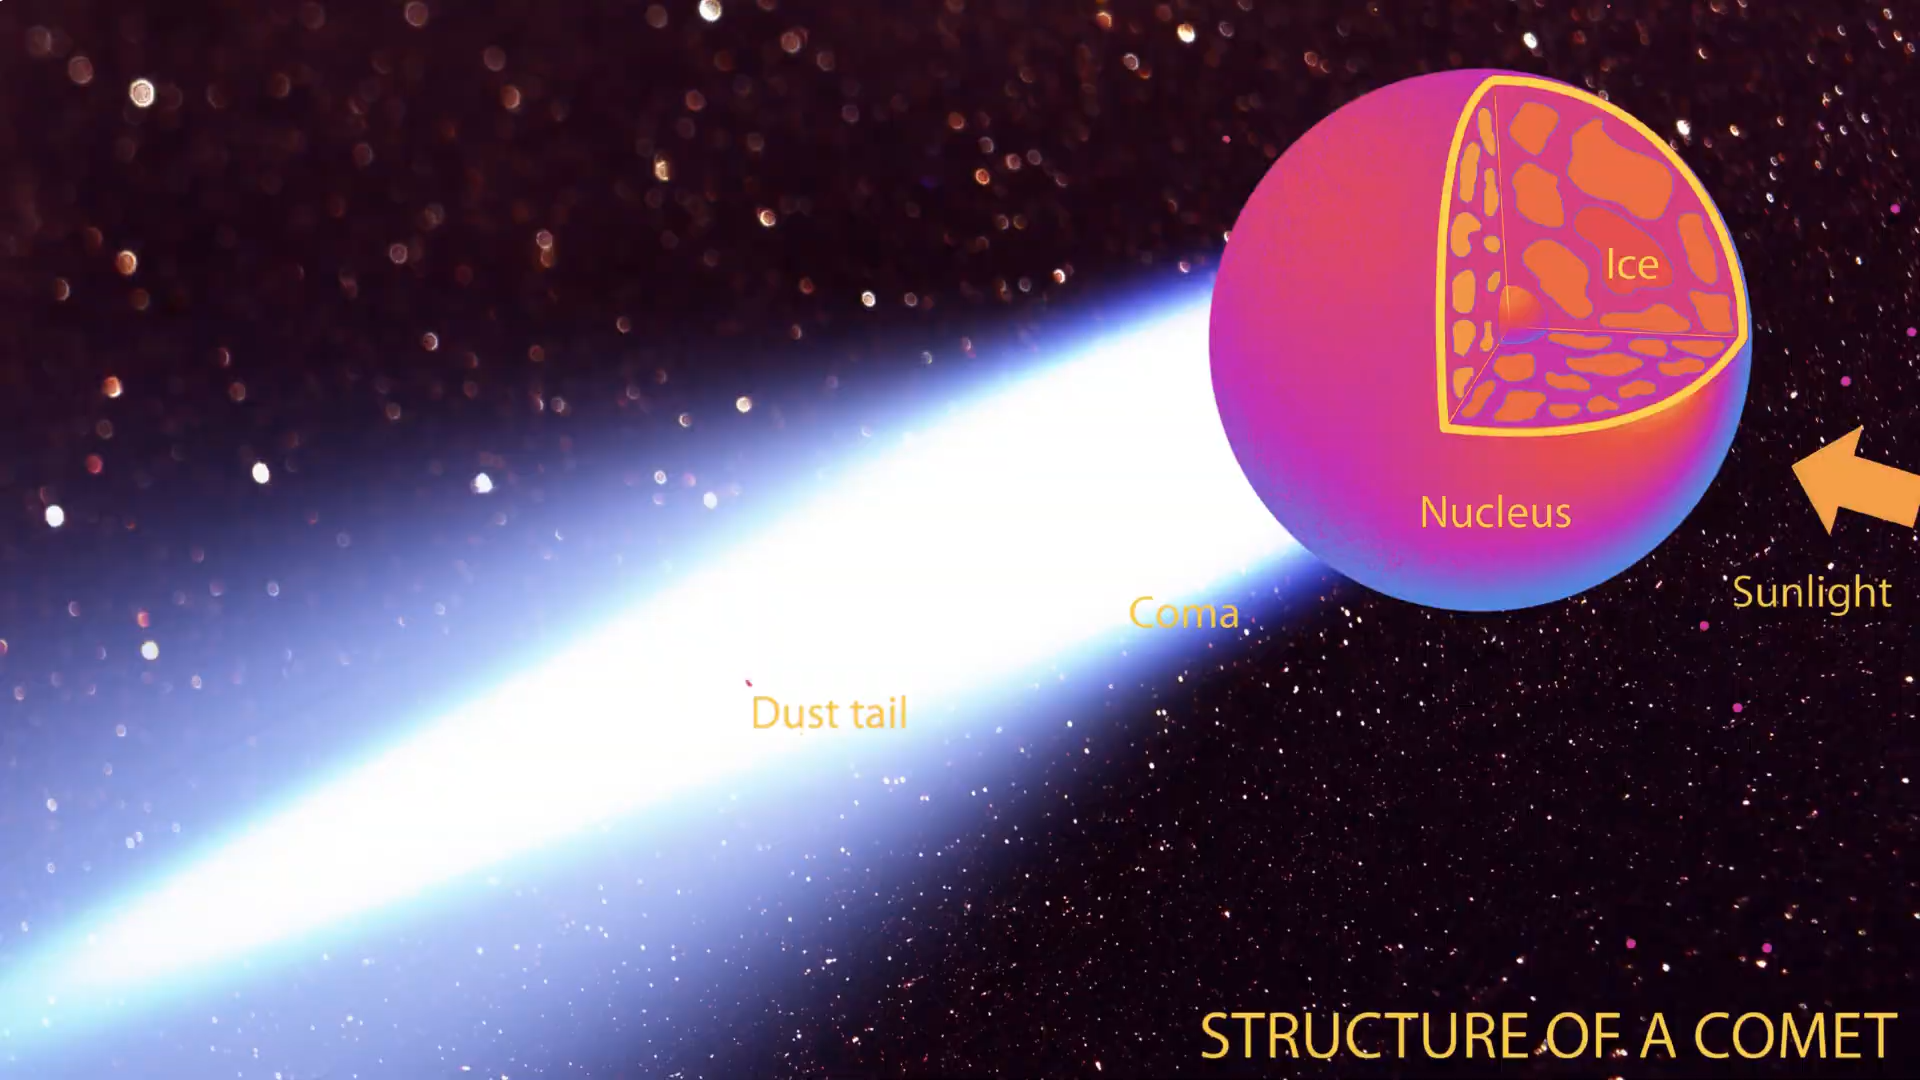 Ice
Nucleus
Sunlight
Coma
Dust tail
STRUCTURE OF A COMET